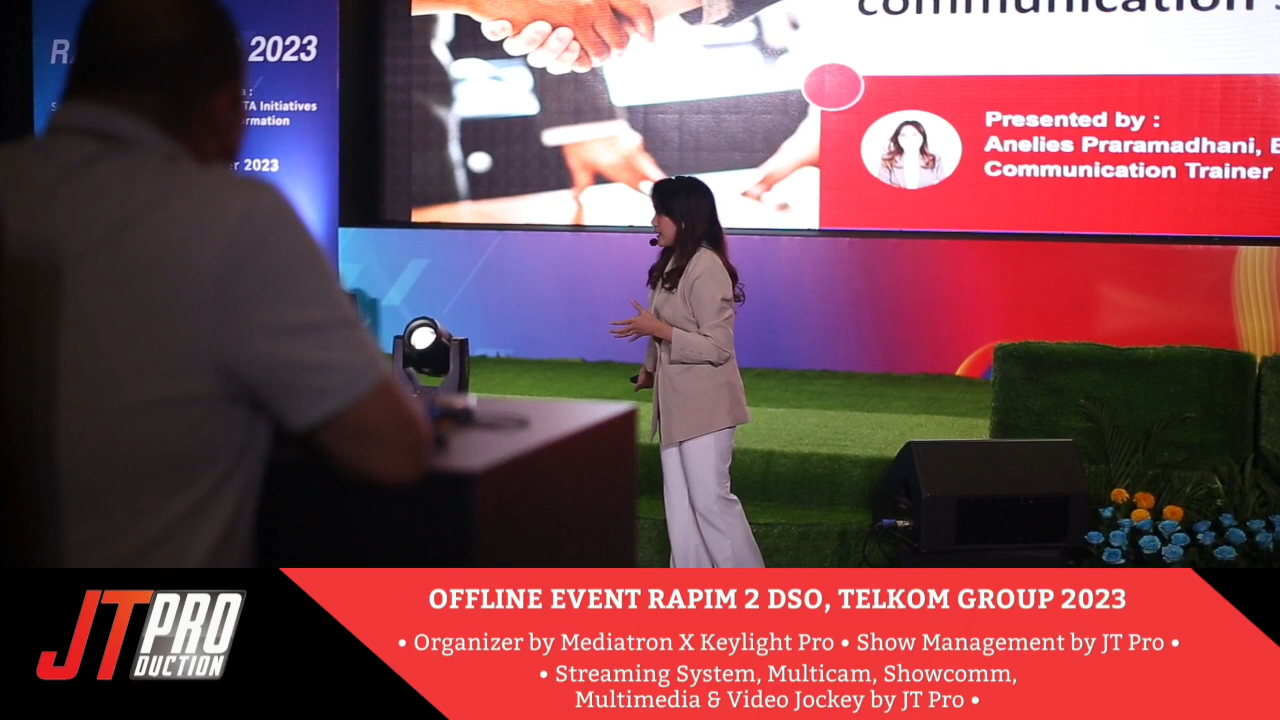 2023
TA Initiatives
2023
communication
Presented by :
Anelies Praramadhani,
Communication Trainer
JT PRO
DUCTION
OFFLINE EVENT RAPIM 2 DSO, TELKOM GROUP 2023
• Organizer by Mediatron X Keylight Pro • Show Management by JT Pro •
• Streaming System, Multicam, Showcomm,
Multimedia & Video Jockey by JT Pro •